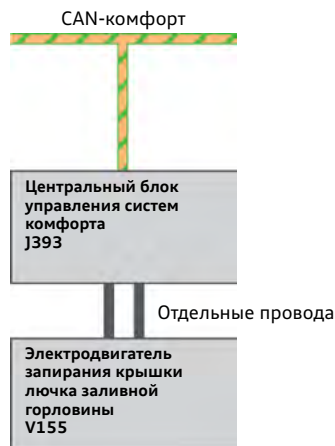 CAN-комфорт
Центральный блок
управления систем
комфорта
J393
Отдельные провода
Электродвигатель
запирания крышки
лючка заливной
горловины
V155